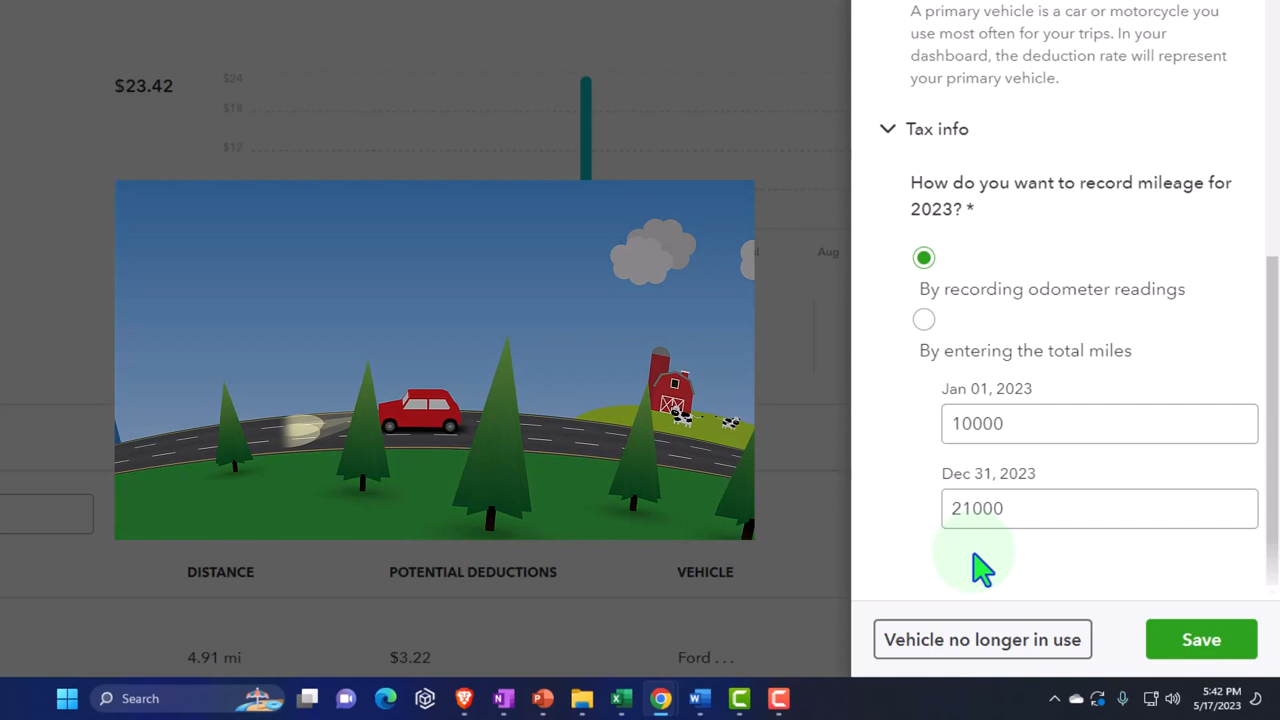 A primary vehicle is a car or motorcycle you
use most often for your trips. In your
dashboard, the deduction rate will represent
your primary vehicle.
$23.42
$24
$18
$12
Tax info
How do you want to record mileage for
2023? *
Aug
By recording odometer readings
By entering the total miles
Jan 01, 2023
10000
Dec 31, 2023
21000
DISTANCE
POTENTIAL DEDUCTIONS
VEHICLE
Vehicle no longer in use
Save
4.91 mi
$3.22
Ford . . .
Search
5:42 PM
5/17/2023